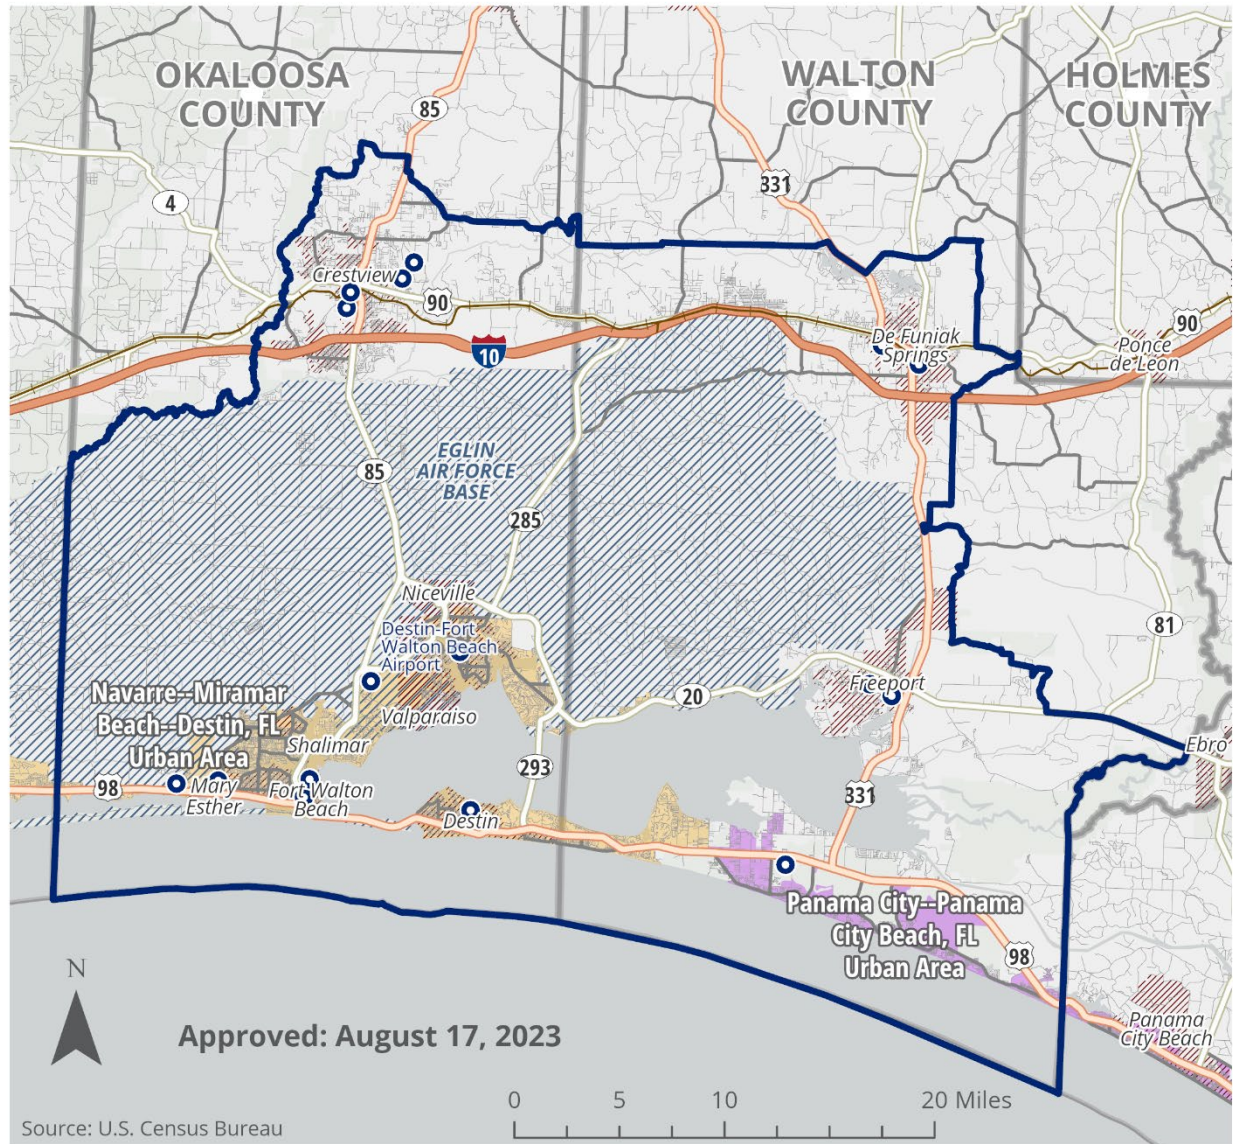 OKALOOSA
COUNTY
WALTON
COUNTY
HOLMES
COUNTY
85
331
4
Crestview
90
90
De Funiak
Springs
Ponce
de Leon
10
EGLIN
AIR FORCE
BASE
85
285
Niceville
81
Destin-Fort
Walton Beach
Airport
Navarre--Miramar
Beach--Destin, FL
Urban Area
20
Freeport
Valparaiso
Shalimar
Ebro
293
98
Mary
Esther
Fort Walton
Beach
331
Destin
Panama City--Panama
City Beach, FL
Urban Area
98
N
Panama
City Beach
Approved: August 17, 2023
0 5 10 20 Miles
Source: U.S. Census Bureau